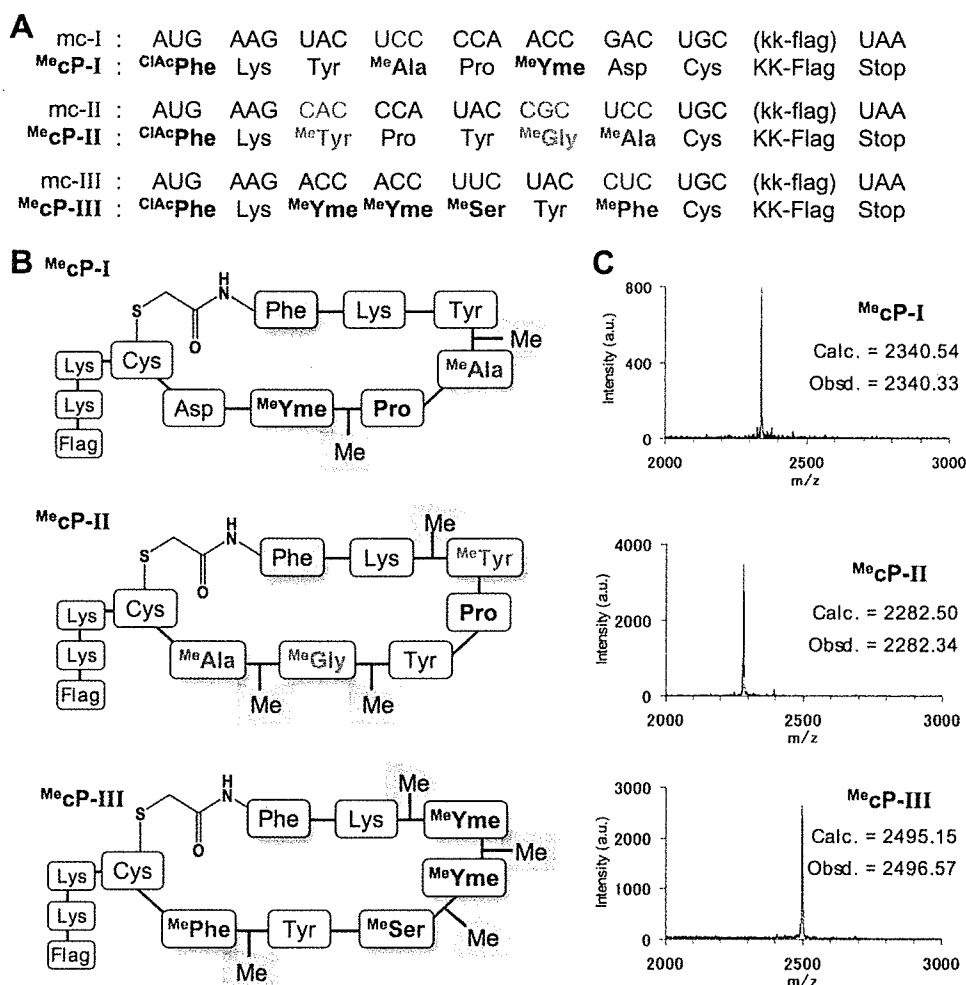 A
mc-I : AUG AAG UAC UCC CCA ACC GAC UGC (kk-flag) UAA
MecP-I : ClAcPhe Lys Tyr MeAla Pro MeYme Asp Cys KK-Flag Stop
mc-II : AUG AAG CAC CCA UAC CGC UCC UGC (kk-flag) UAA
MecP-II : ClAcPhe Lys MeTyr Pro Tyr MeGly MeAla Cys KK-Flag Stop
mc-III : AUG AAG ACC ACC UUC UAC CUC UGC (kk-flag) UAA
MecP-III : ClAcPhe Lys MeYme MeYme MeSer Tyr MePhe Cys KK-Flag Stop
B
MecP-I
S
O
H
N
Phe
Lys
Tyr
Me
MeAla
Pro
Me
MeYme
Asp
Cys
Lys
Lys
Flag
MecP-II
S
O
H
N
Phe
Lys
Me
MeTyr
Pro
Tyr
Me
MeGly
Me
MeAla
Cys
Lys
Lys
Flag
MecP-III
S
O
H
N
Phe
Lys
Me
MeYme
Me
MeYme
Me
MeSer
Tyr
Me
MePhe
Cys
Lys
Lys
Flag
C
MecP-I
Calc. = 2340.54
Obsd. = 2340.33
Intensity (a.u.)
800
400
0
2000 2500 3000
m/z
MecP-II
Calc. = 2282.50
Obsd. = 2282.34
Intensity (a.u.)
4000
2000
0
2000 2500 3000
m/z
MecP-III
Calc. = 2495.15
Obsd. = 2496.57
Intensity (a.u.)
3000
2000
1000
0
2000 2500 3000
m/z